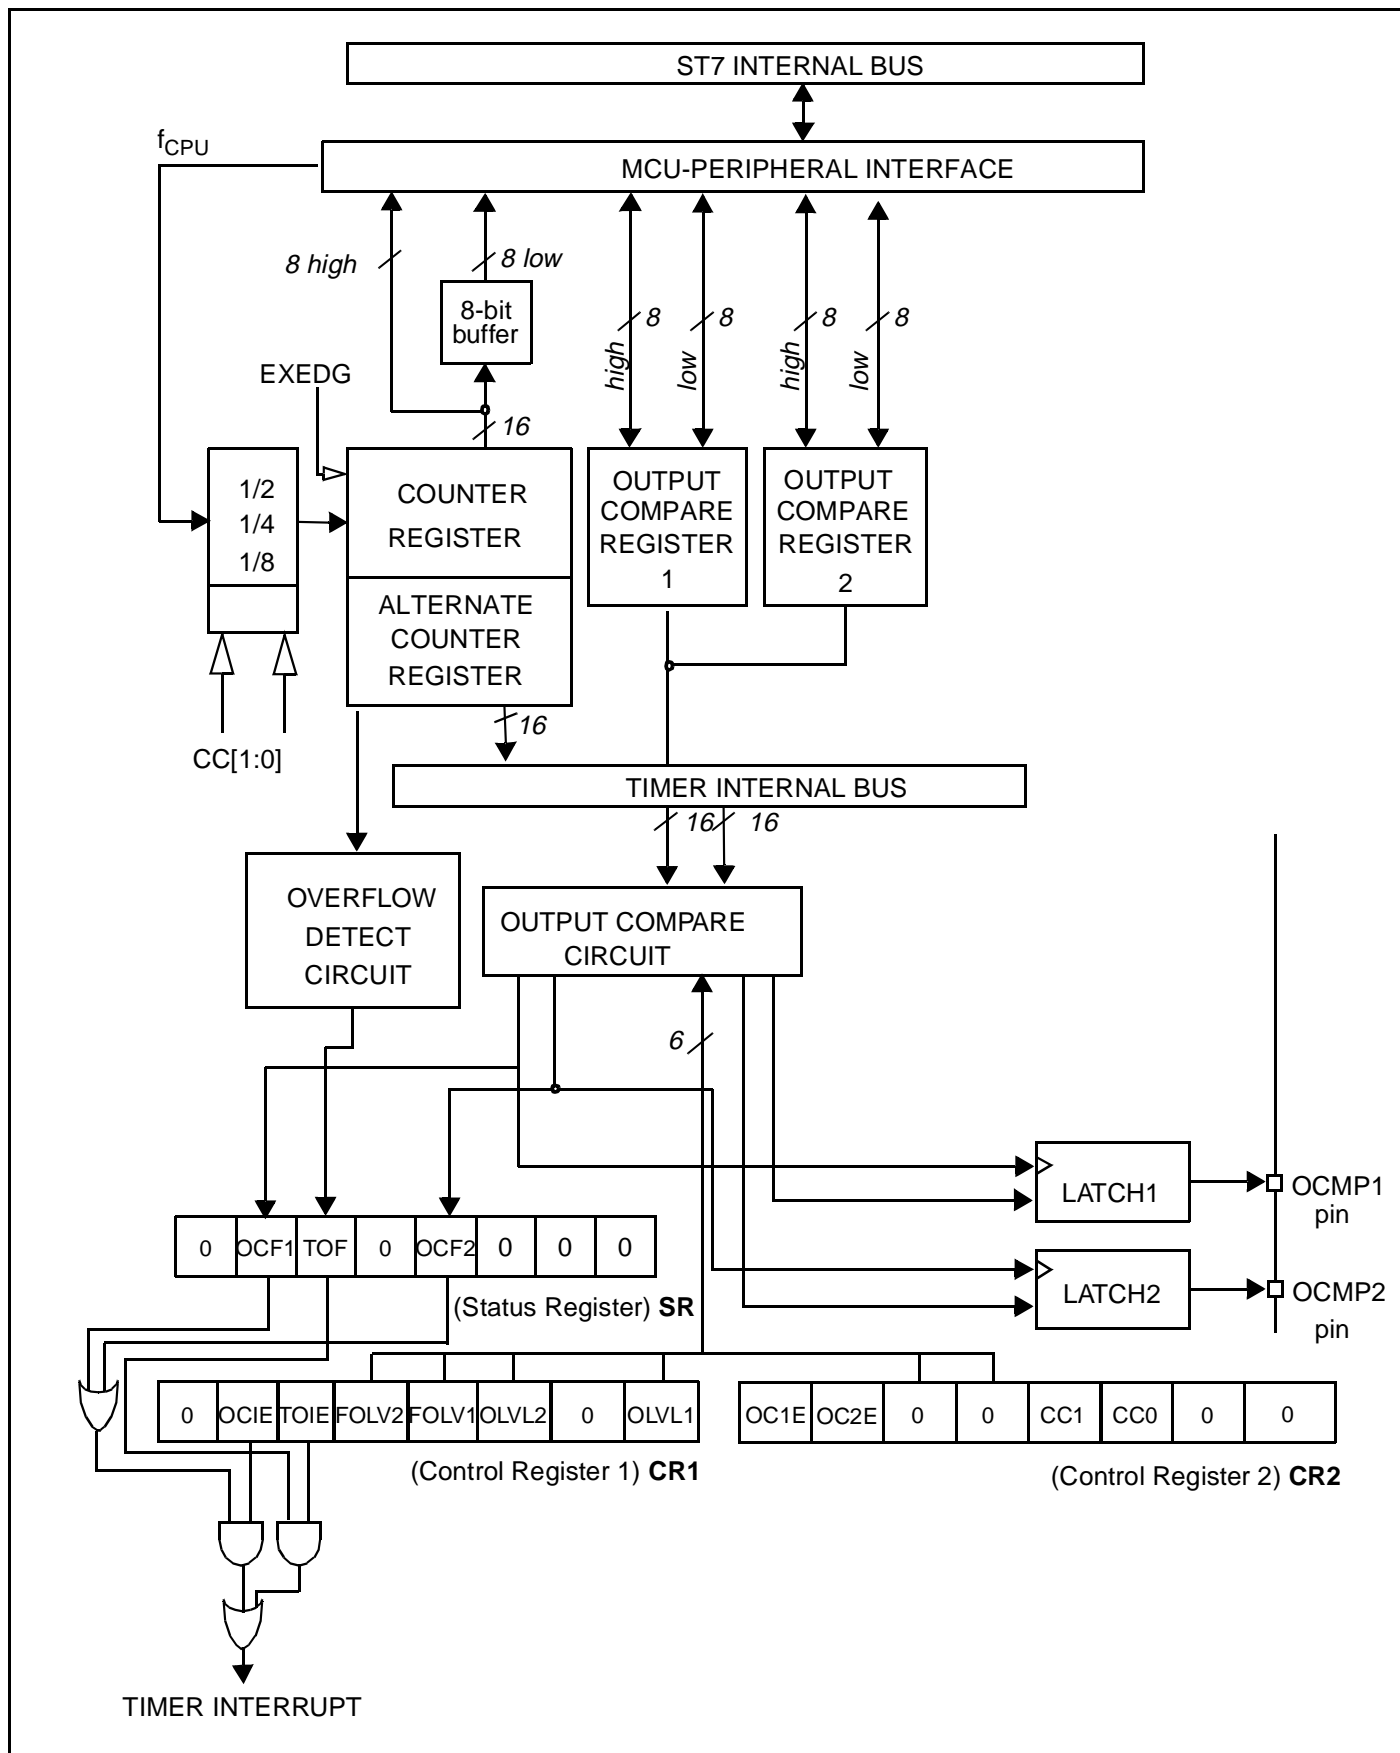 ST7 INTERNAL BUS
fCPU
MCU-PERIPHERAL INTERFACE
8 high
8 low
8-bit
buffer
8
8
8
8
high
low
high
low
EXEDG
16
1/2
1/4
1/8
COUNTER
REGISTER
OUTPUT
COMPARE
REGISTER
1
OUTPUT
COMPARE
REGISTER
2
ALTERNATE
COUNTER
REGISTER
16
CC[1:0]
TIMER INTERNAL BUS
16
16
OVERFLOW
DETECT
CIRCUIT
OUTPUT COMPARE
CIRCUIT
6
LATCH1
OCMP1
pin
0 OCF1 TOF 0 OCF2 0 0 0
(Status Register) SR
LATCH2
OCMP2
pin
0 OCIE TOIE FOLV2 FOLV1 OLVL2 0 OLVL1
(Control Register 1) CR1
OC1E OC2E 0 0 CC1 CC0 0 0
(Control Register 2) CR2
TIMER INTERRUPT